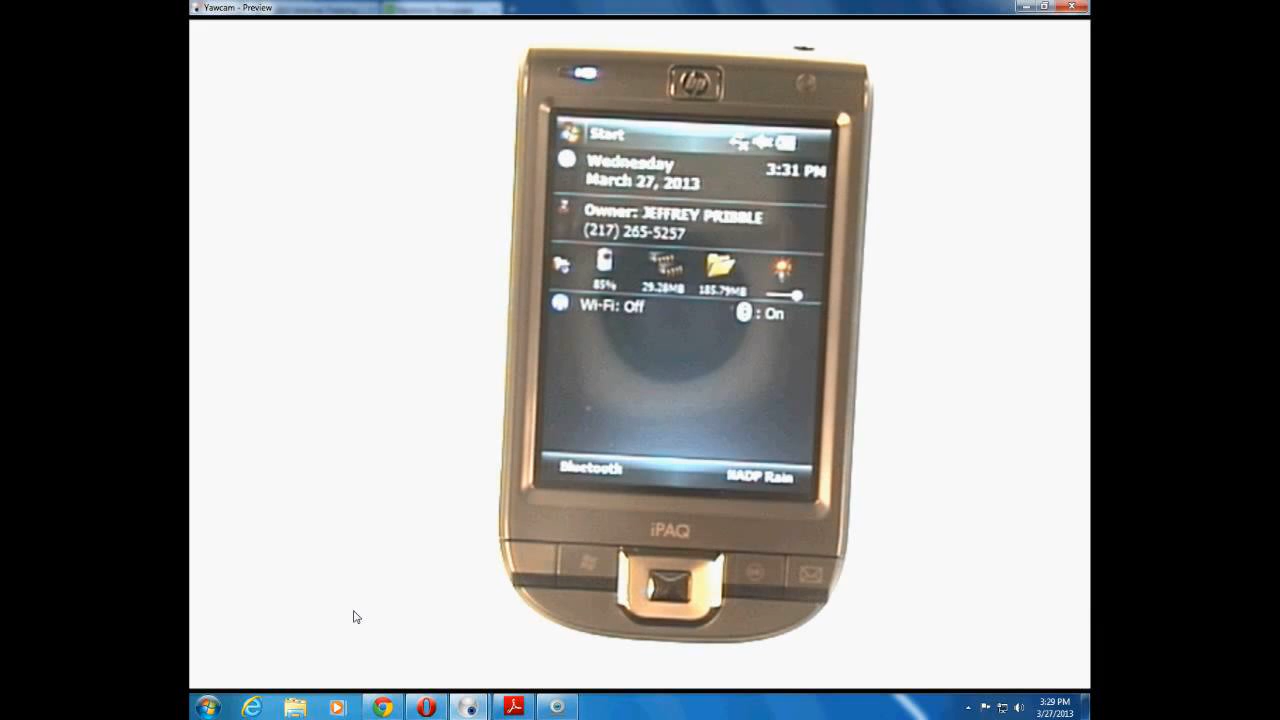 Yawcam - Preview
hp
Start
Wednesday
3:31 PM
March 27, 2013
Owner: JEFFREY PRIBBLE
(217) 265-5257
85%
29.28MB
185.79MB
Wi-Fi: Off
: On
Bluetooth
NADP Rain
iPAQ
3:29 PM
3/27/2013